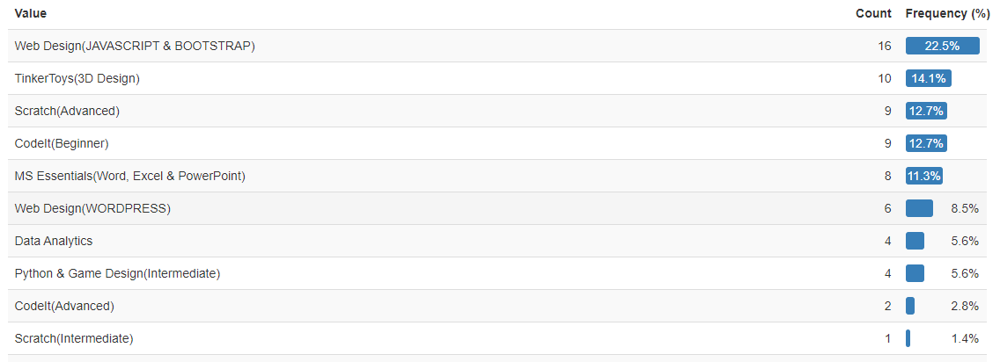 Value Count Frequency (%)
Web Design(JAVASCRIPT & BOOTSTRAP) 16 22.5%
TinkerToys(3D Design) 10 14.1%
Scratch(Advanced) 9 12.7%
CodeIt(Beginner) 9 12.7%
MS Essentials(Word, Excel & PowerPoint) 8 11.3%
Web Design(WORDPRESS) 6 8.5%
Data Analytics 4 5.6%
Python & Game Design(Intermediate) 4 5.6%
CodeIt(Advanced) 2 2.8%
Scratch(Intermediate) 1 1.4%